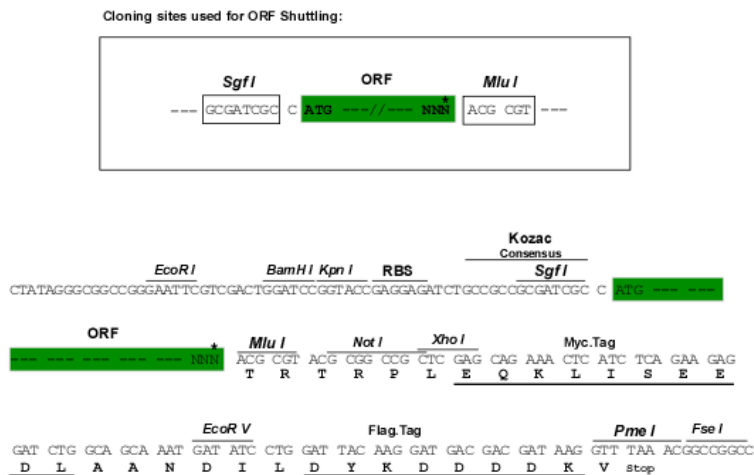 Cloning sites used for ORF Shuttling:
Sgf I ORF Mlu I
--- GCGATCGC C ATG ---//--- NNN* ACG CGT ---
Kozac
Consensus
EcoR I BamH I Kpn I RBS Sgf I
CTATAGGGCGGCCGGGAATTCGTCGACTGGATCCGGTACCGAGGAGATCTGCCGCCGCGATCGC C ATG --- ---
ORF Mlu I Not I Xho I Myc.Tag
--- --- --- --- --- NNN* ACG CGT ACG CGG CCG CTC GAG CAG AAA CTC ATC TCA GAA GAG
T R T R P L E Q K L I S E E
EcoR V Flag.Tag Pme I Fse I
GAT CTG GCA GCA AAT GAT ATC CTG GAT TAC AAG GAT GAC GAC GAT AAG GTT TAA ACGGCCGGCC
D L A A N D I L D Y K D D D D K V Stop